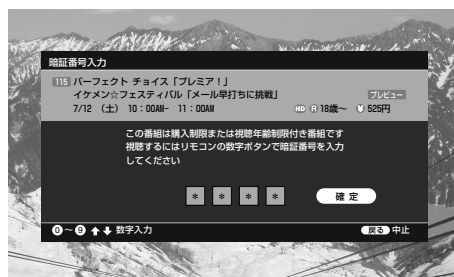 暗証番号入力
115 パーフェクト チョイス「プレミア！」
イケメン☆フェスティバル「メール早打ちに挑戦」 プレビュー
7/12 （土） 10：00AM- 11：00AM HD R 18歳～ ¥ 525円
この番組は購入制限または視聴年齢制限付き番組です
視聴するにはリモコンの数字ボタンで暗証番号を入力
してください
* * * * 確 定
0～9 ↑↓ 数字入力 戻る 中止